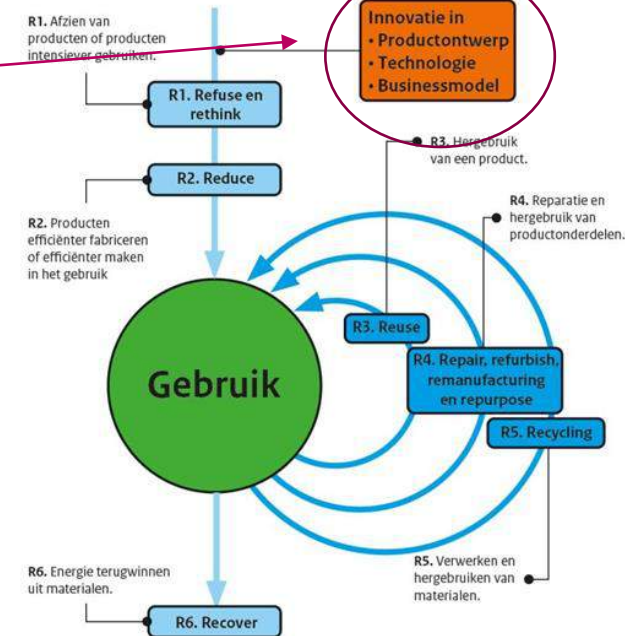 R1. Afzien van
producten of producten
intensiever gebruiken.
Innovatie in
• Productontwerp
• Technologie
• Businessmodel
R1. Refuse en
rethink
R3. Hergebruik
van een product.
R2. Reduce
R4. Reparatie en
hergebruik van
productonderdelen.
R2. Producten
efficiënter fabriceren
of efficiënter maken
in het gebruik
R3. Reuse
Gebruik
R4. Repair, refurbish,
remanufacturing
en repurpose
R5. Recycling
R5. Verwerken en
hergebruiken van
materialen.
R6. Energie terugwinnen
uit materialen.
R6. Recover